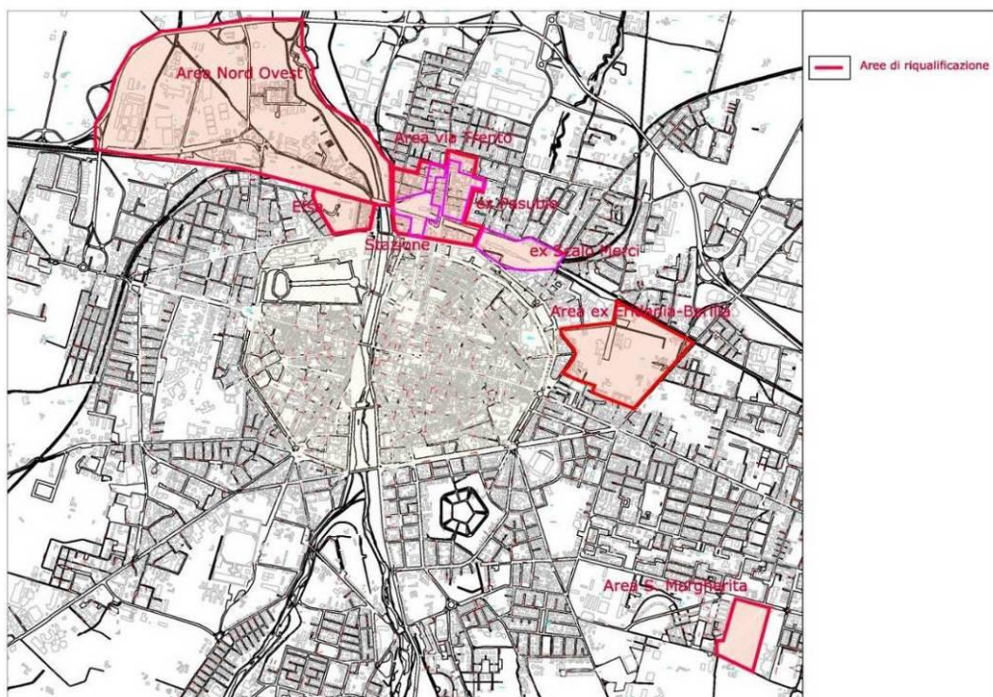 Area Nord Ovest
Aree di riqualificazione
Area via Trento
ex Pasubio
Stazione
ex Scalo Merci
Area ex Eridania-Barilla
Area S. Margherita